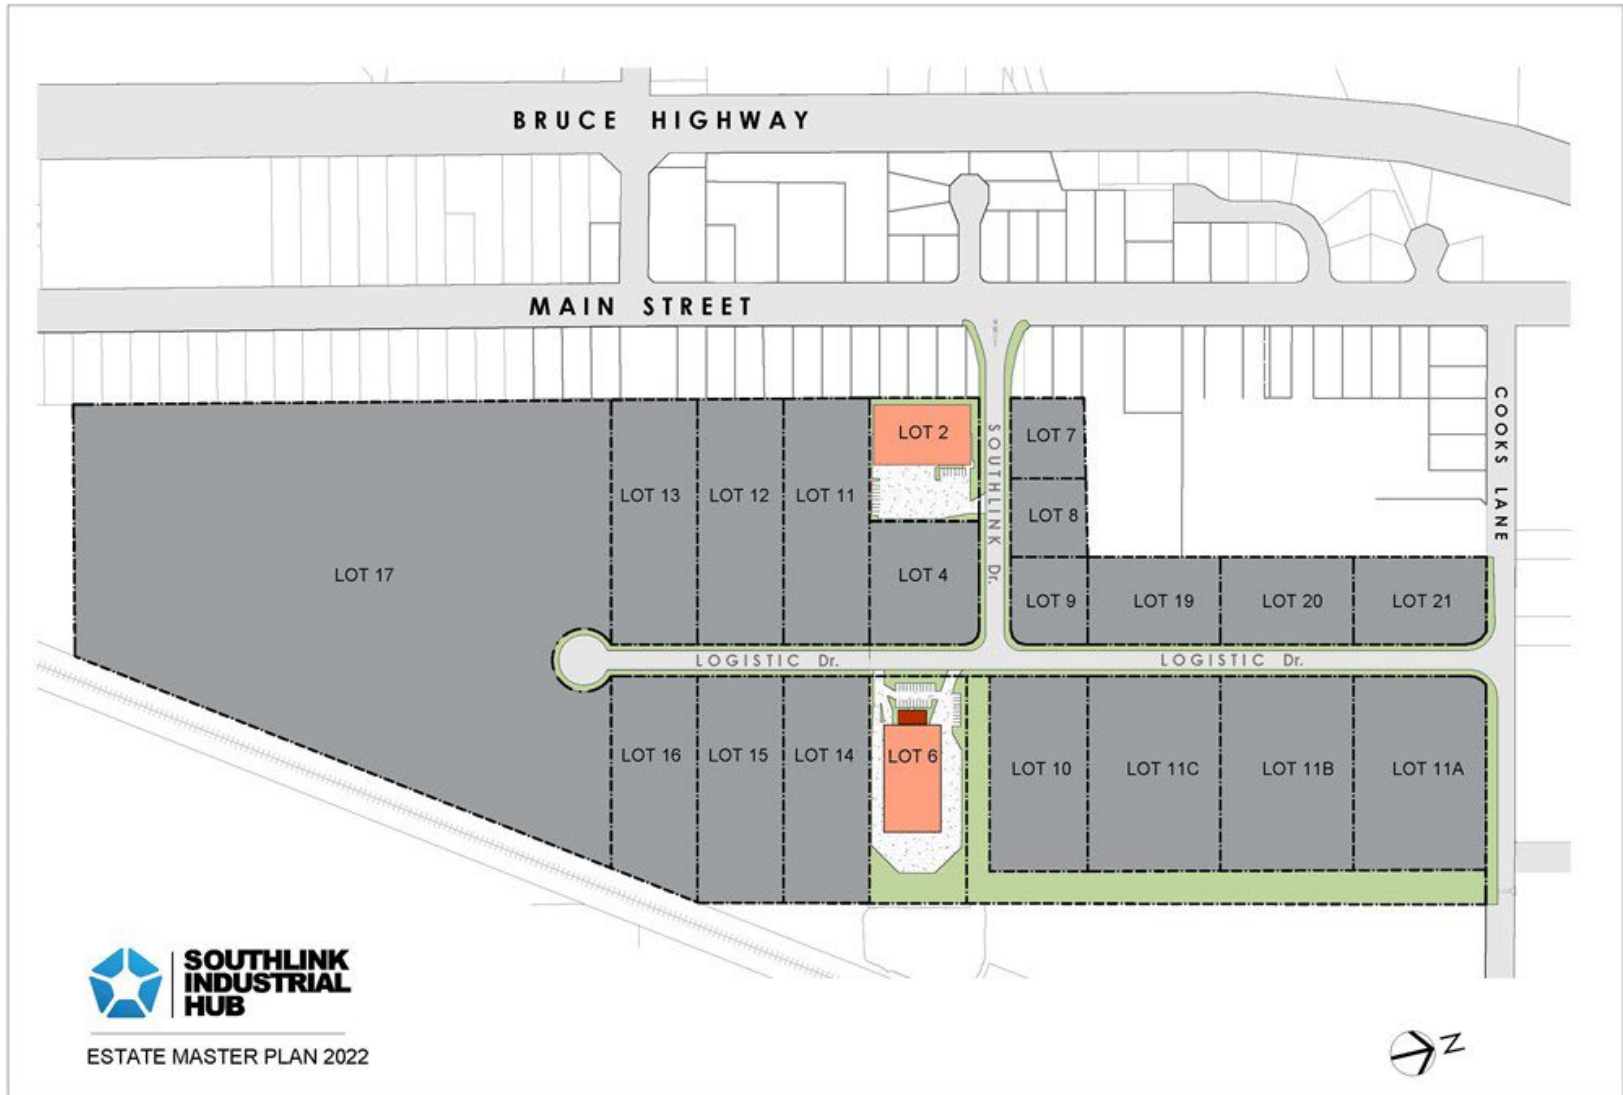 BRUCE HIGHWAY
MAIN STREET
COOKS LANE
SOUTHLINK Dr.
LOT 2
LOT 7
LOT 13
LOT 12
LOT 11
LOT 8
LOT 17
LOT 4
LOT 9
LOT 19
LOT 20
LOT 21
LOGISTIC Dr.
LOGISTIC Dr.
LOT 16
LOT 15
LOT 14
LOT 6
LOT 10
LOT 11C
LOT 11B
LOT 11A
SOUTHLINK
INDUSTRIAL
HUB
ESTATE MASTER PLAN 2022
N